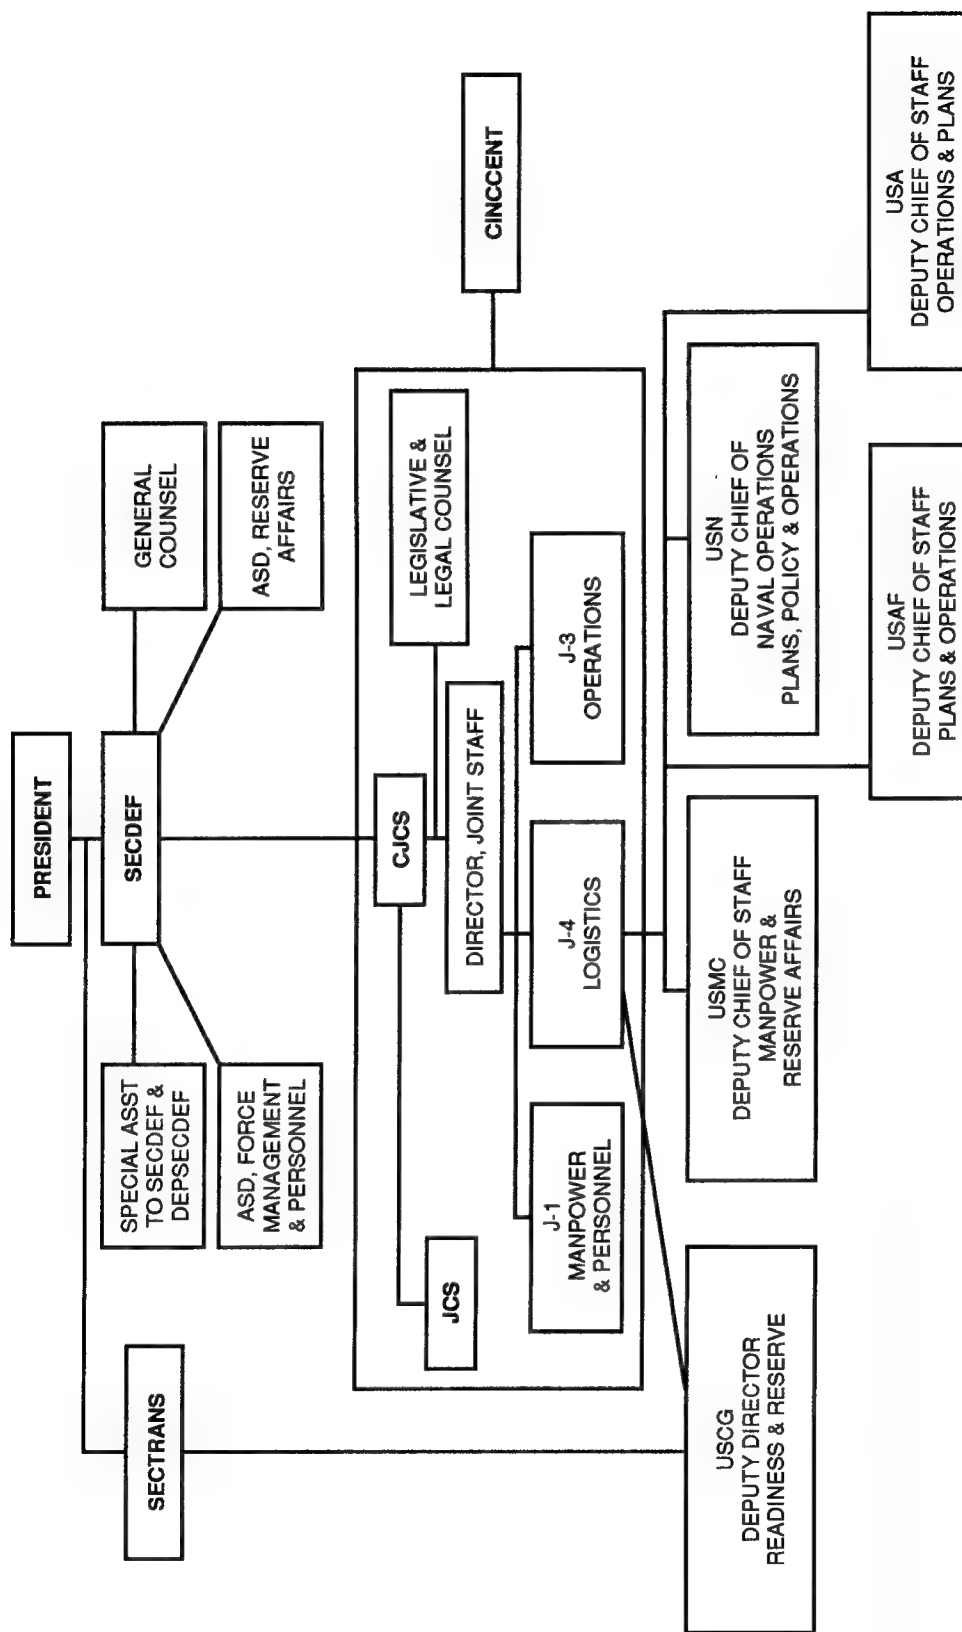 PRESIDENT
SECTRANS
SPECIAL ASST
TO SECDEF &
DEPSECDEF
SECDEF
GENERAL
COUNSEL
ASD, FORCE
MANAGEMENT
& PERSONNEL
ASD, RESERVE
AFFAIRS
JCS
CJCS
LEGISLATIVE &
LEGAL COUNSEL
CINCCENT
DIRECTOR, JOINT STAFF
J-1
MANPOWER
& PERSONNEL
J-4
LOGISTICS
J-3
OPERATIONS
USCG
DEPUTY DIRECTOR
READINESS & RESERVE
USMC
DEPUTY CHIEF OF STAFF
MANPOWER &
RESERVE AFFAIRS
USN
DEPUTY CHIEF OF
NAVAL OPERATIONS
PLANS, POLICY & OPERATIONS
USAF
DEPUTY CHIEF OF STAFF
PLANS & OPERATIONS
USA
DEPUTY CHIEF OF STAFF
OPERATIONS & PLANS